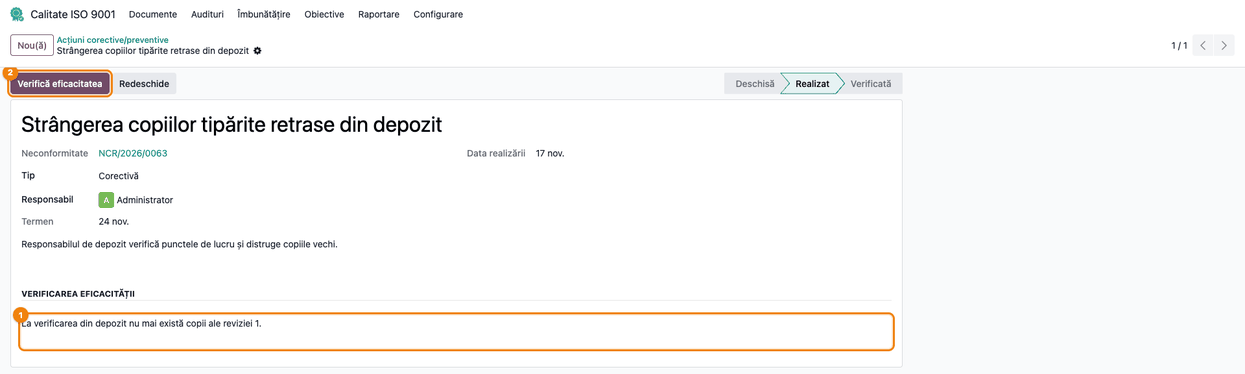 Calitate ISO 9001 Documente Audituri Îmbunătățire Obiective Raportare Configurare
Nou(ă) Acțiuni corective/preventive
Strângerea copiilor tipărite retrase din depozit
1 / 1
2
Verifică eficacitatea Redeschide Deschisă Realizat Verificată
Strângerea copiilor tipărite retrase din depozit
Neconformitate NCR/2026/0063 Data realizării 17 nov.
Tip Corectivă
Responsabil A Administrator
Termen 24 nov.
Responsabilul de depozit verifică punctele de lucru și distruge copiile vechi.
VERIFICAREA EFICACITĂȚII
1
La verificarea din depozit nu mai există copii ale reviziei 1.